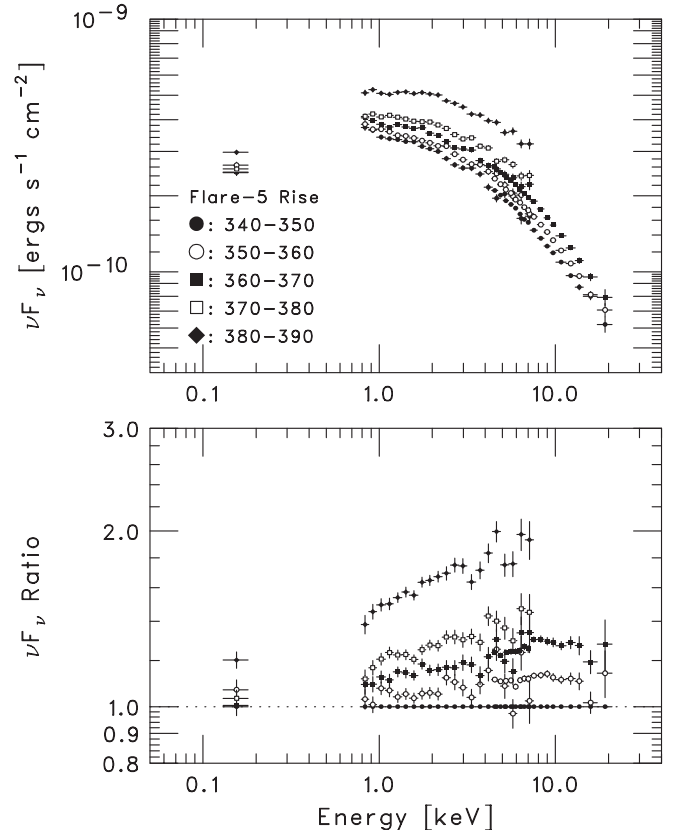 10⁻⁹
νFν [ergs s⁻¹ cm⁻²]
Flare-5 Rise
●: 340-350
○: 350-360
■: 360-370
□: 370-380
◆: 380-390
10⁻¹⁰
0.1 1.0 10.0
3.0
2.0
νFν Ratio
1.0
0.9
0.8
0.1 1.0 10.0
Energy [keV]